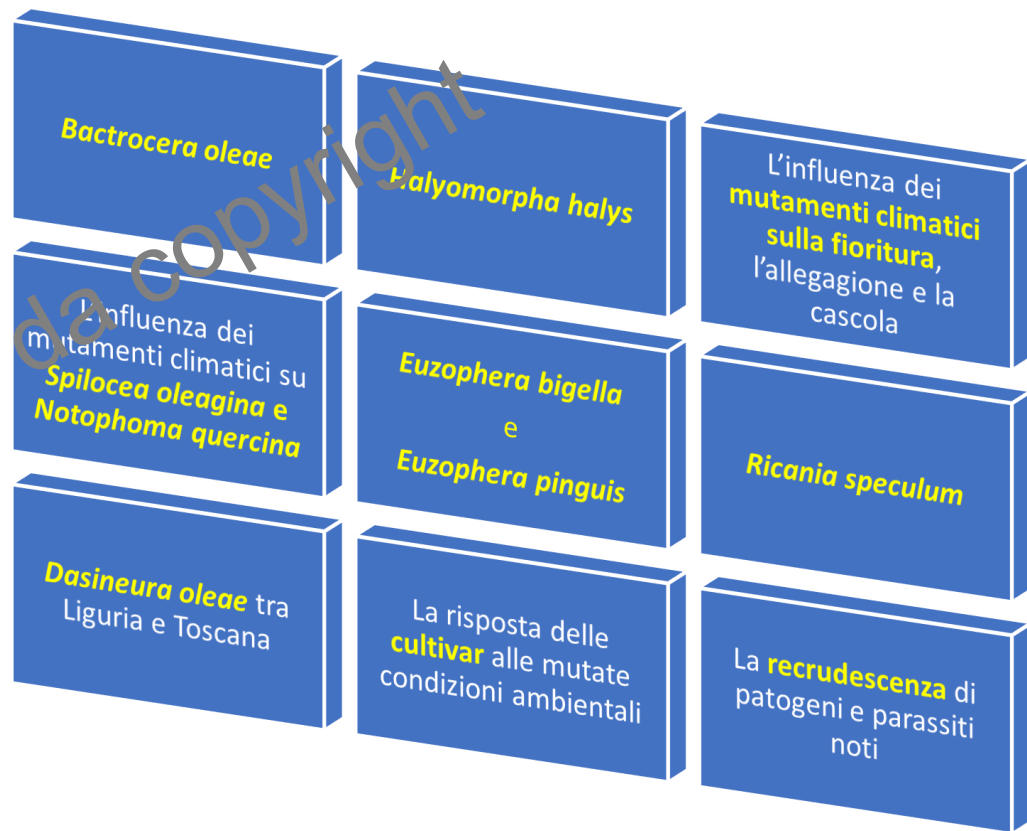 Bactrocera oleae
Halyomorpha halys
L'influenza dei
mutamenti climatici
sulla fioritura,
l'allegagione e la
cascola
L'influenza dei
mutamenti climatici su
Spilocea oleagina e
Notophoma quercina
Euzophera bigella
e
Euzophera pinguis
Ricania speculum
Dasineura oleae tra
Liguria e Toscana
La risposta delle
cultivar alle mutate
condizioni ambientali
La recrudescenza di
patogeni e parassiti
noti
da copyright